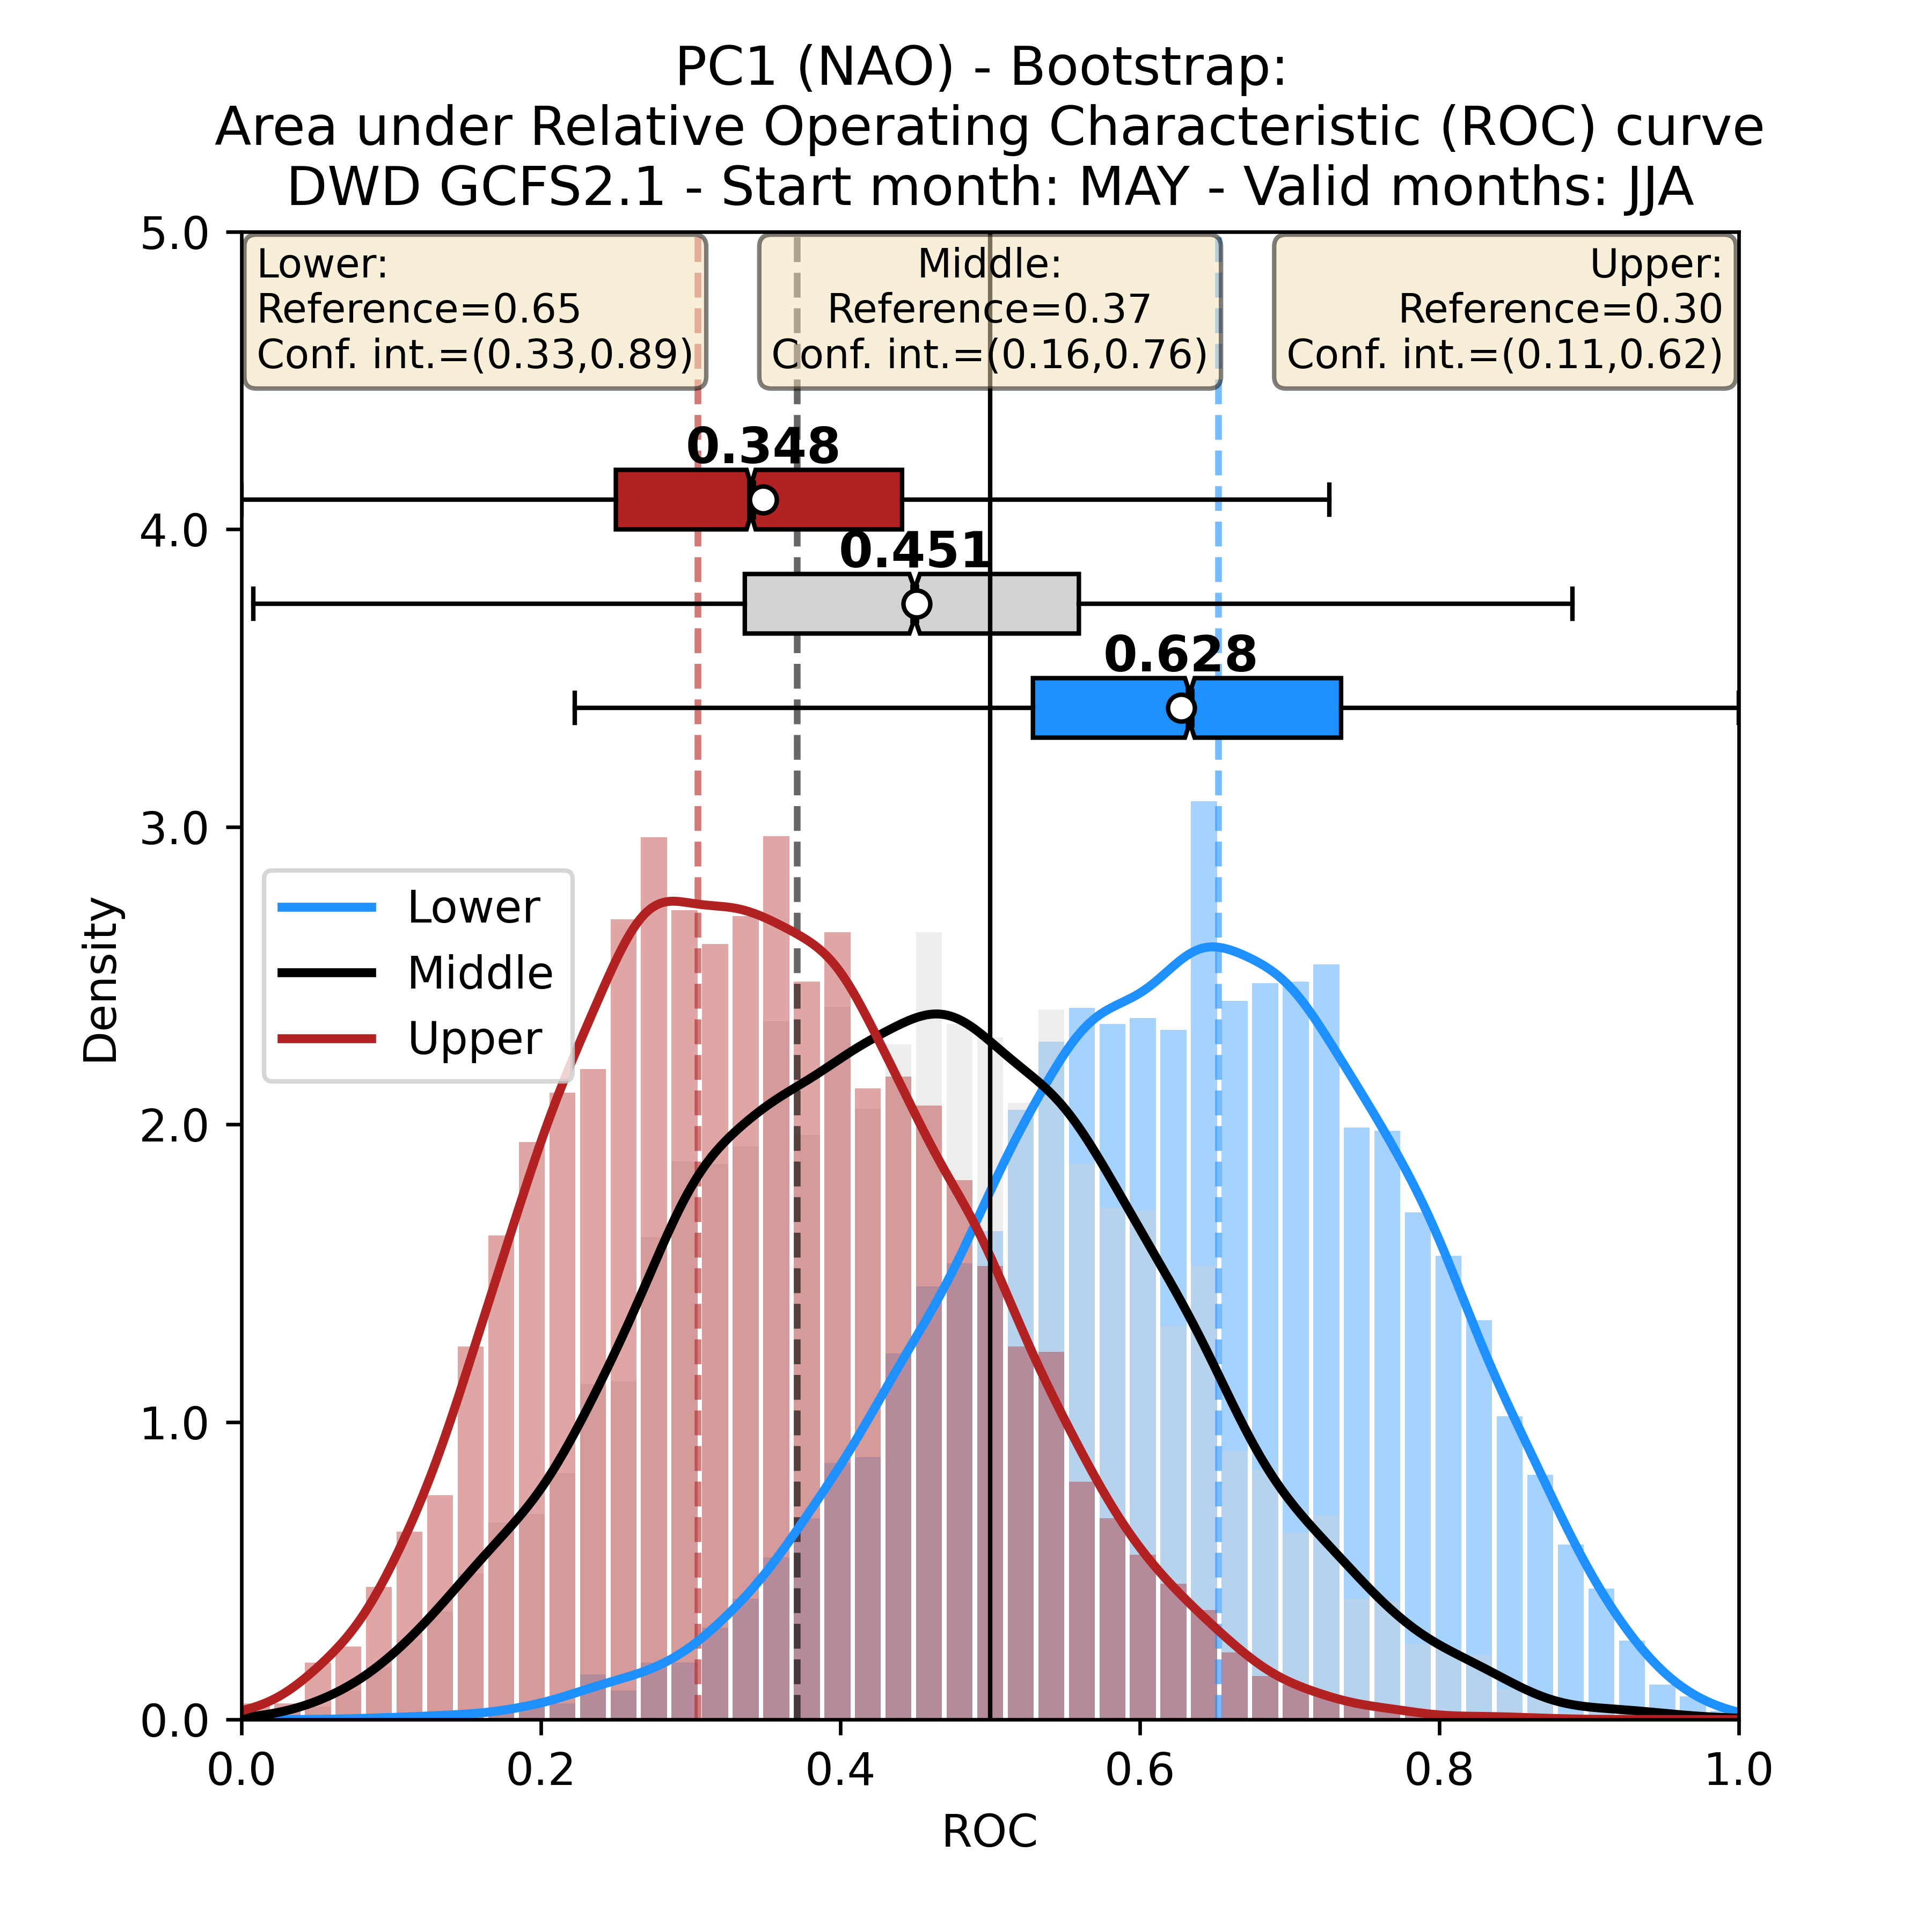 PC1 (NAO) - Bootstrap:
Area under Relative Operating Characteristic (ROC) curve
DWD GCFS2.1 - Start month: MAY - Valid months: JJA
5.0
Lower:
Reference=0.65
Conf. int.=(0.33,0.89)
Middle:
Reference=0.37
Conf. int.=(0.16,0.76)
Upper:
Reference=0.30
Conf. int.=(0.11,0.62)
0.348
4.0
0.451
0.628
3.0
Lower
Middle
Upper
Density
2.0
1.0
0.0
0.0
0.2
0.4
0.6
0.8
1.0
ROC